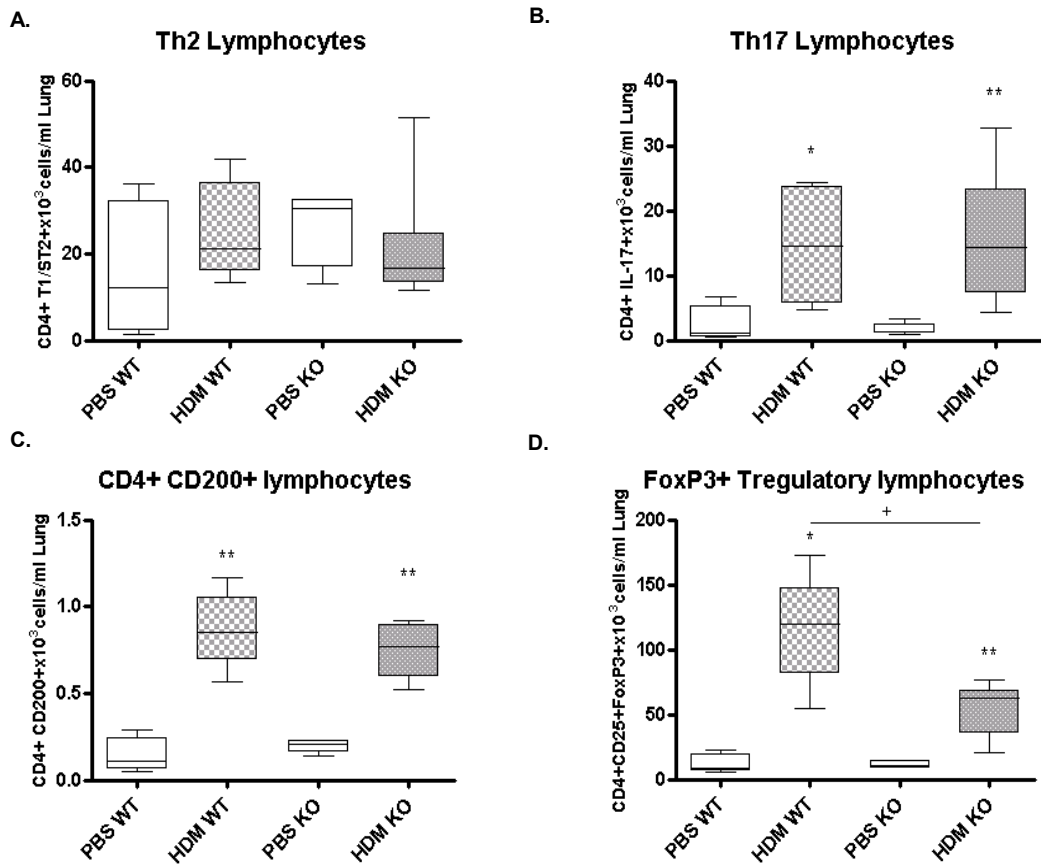 A.
Th2 Lymphocytes
CD4+ T1/ST2+x10³cells/ml Lung
60
40
20
0
PBS WT
HDM WT
PBS KO
HDM KO
B.
Th17 Lymphocytes
CD4+ IL-17+x10³cells/ml Lung
40
30
20
10
0
*
**
PBS WT
HDM WT
PBS KO
HDM KO
C.
CD4+ CD200+ lymphocytes
CD4+ CD200+x10³cells/ml Lung
1.5
1.0
0.5
0.0
**
**
PBS WT
HDM WT
PBS KO
HDM KO
D.
FoxP3+ Tregulatory lymphocytes
CD4+CD25+FoxP3+x10³cells/ml Lung
200
150
100
50
0
+
*
**
PBS WT
HDM WT
PBS KO
HDM KO